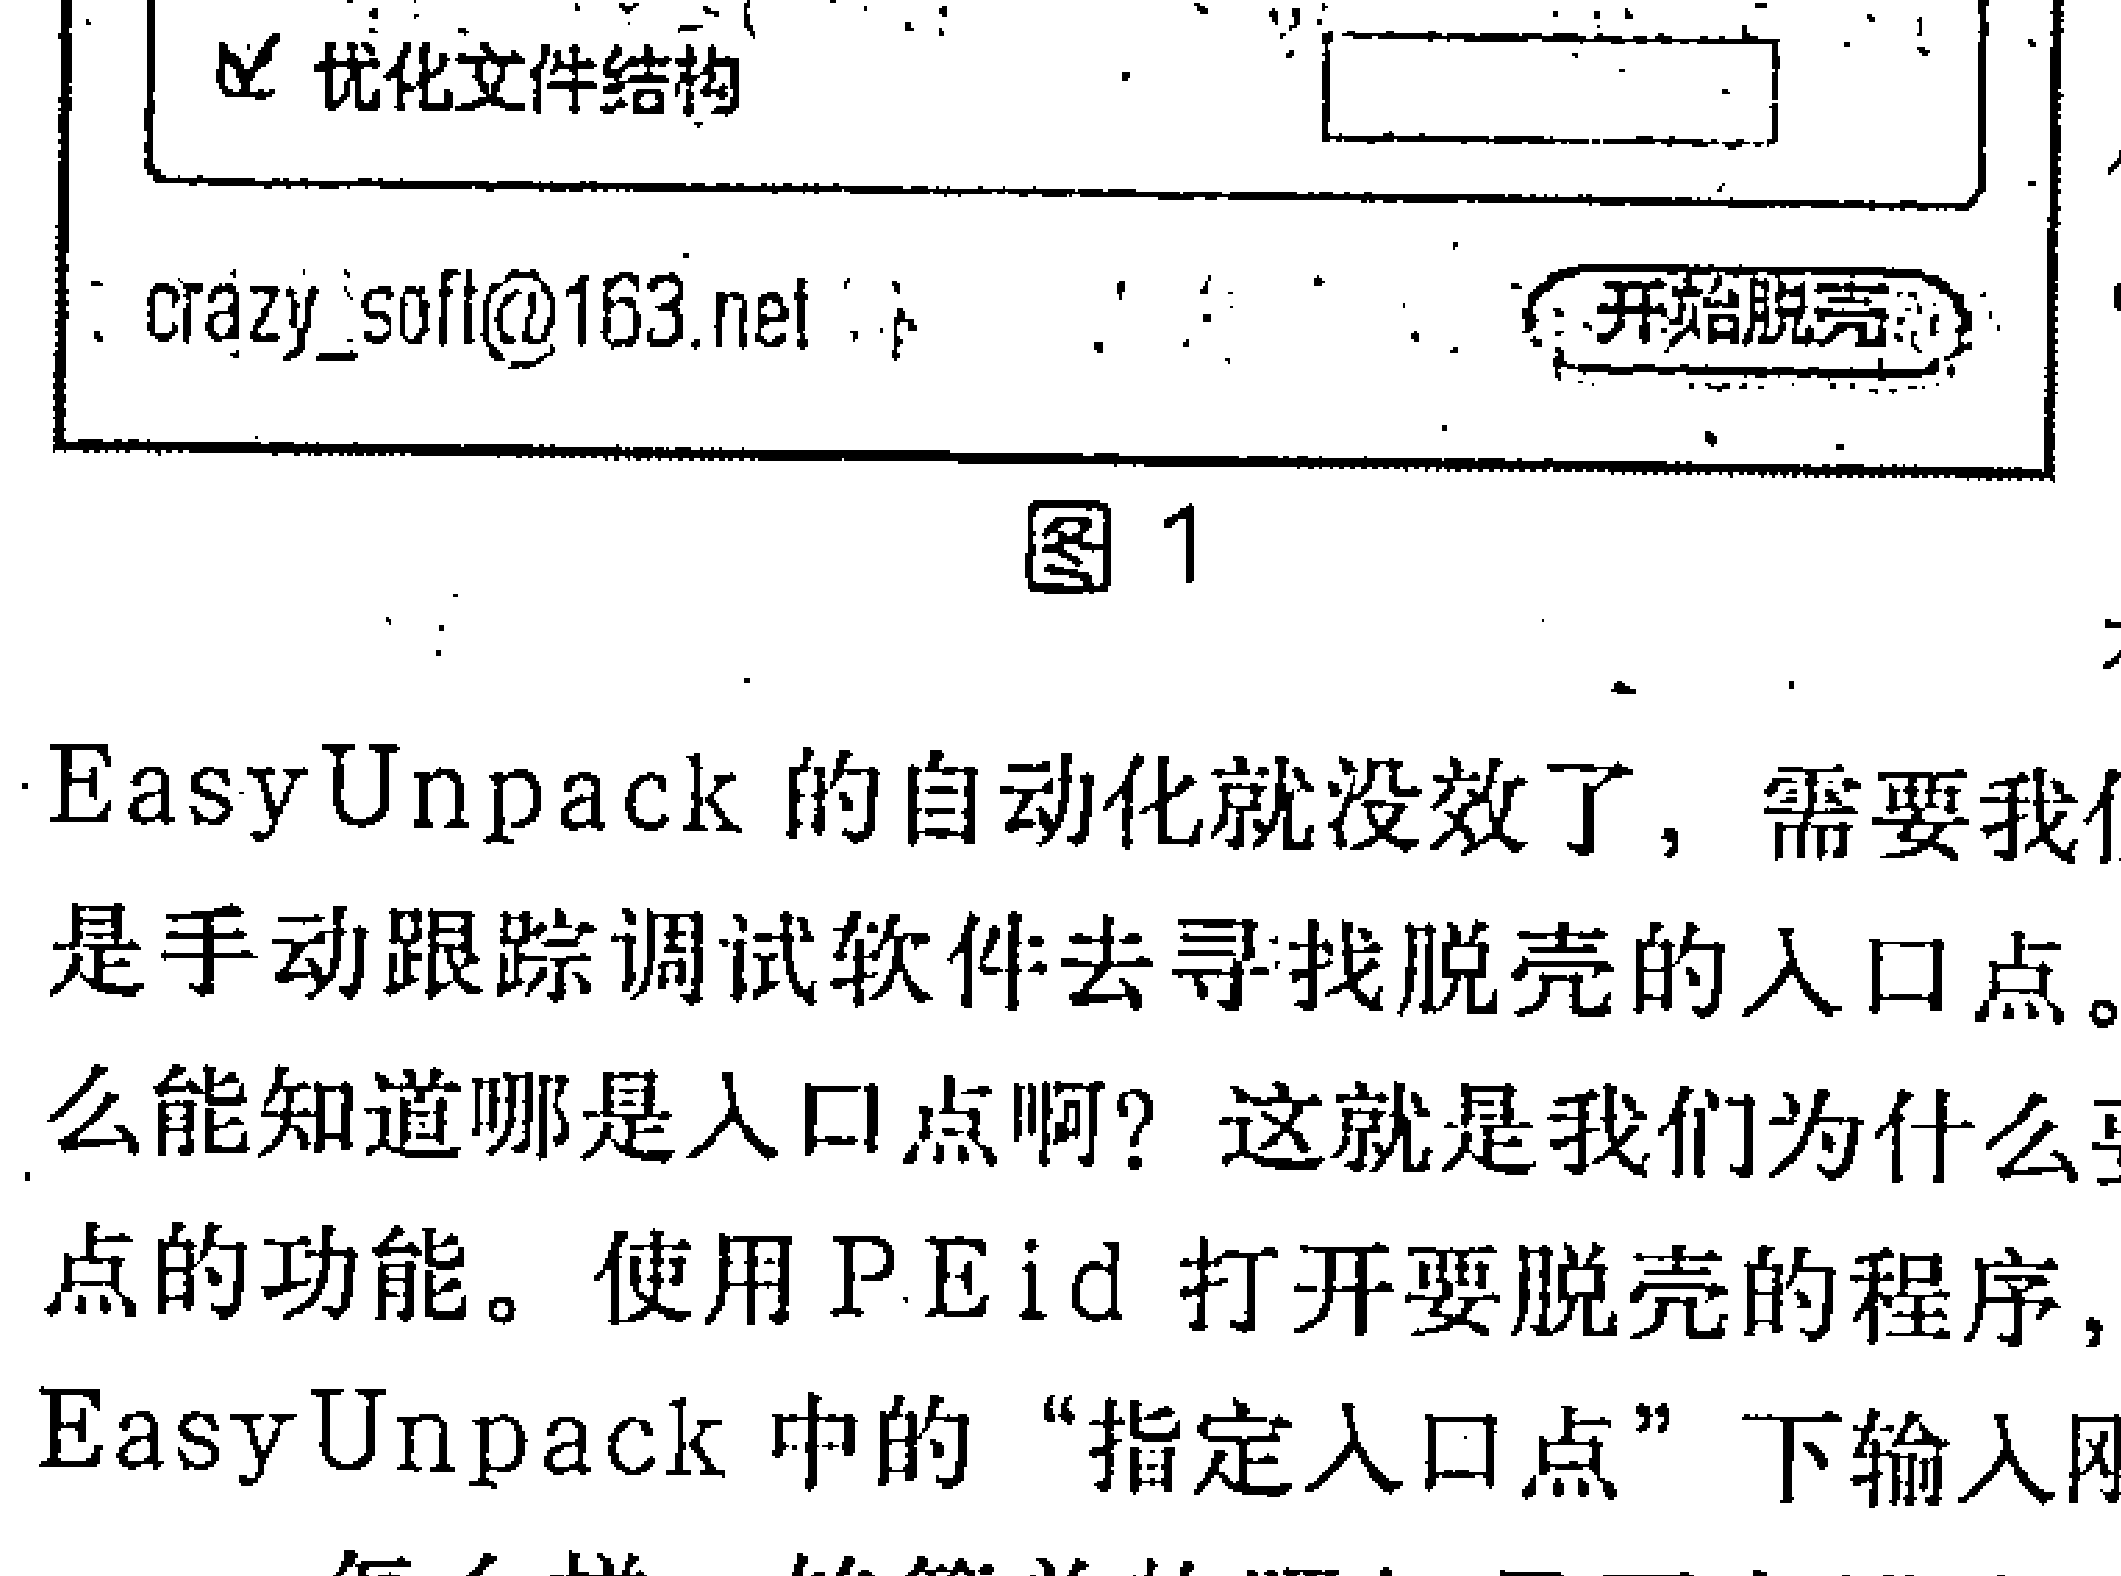 优化文件结构
crazy_soft@163.net
开始脱壳
图 1
EasyUnpack 的自动化就没效了，需要我们
是手动跟踪调试软件去寻找脱壳的入口点。
么能知道哪是入口点啊？这就是我们为什么要
点的功能。使用 PEid 打开要脱壳的程序，
EasyUnpack 中的“指定入口点”下输入刚